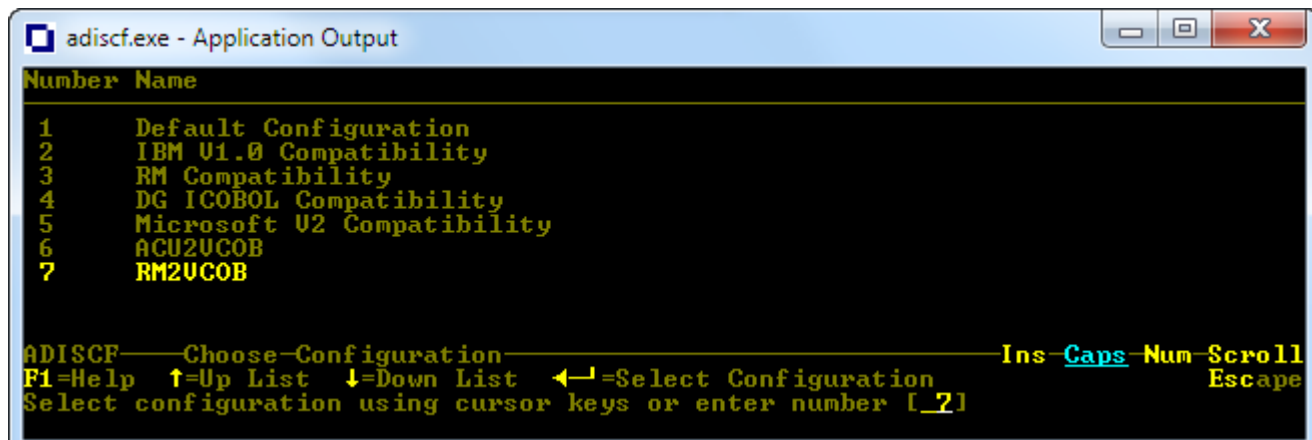 adiscf.exe - Application Output
Number Name
1 Default Configuration
2 IBM V1.0 Compatibility
3 RM Compatibility
4 DG ICOBOL Compatibility
5 Microsoft V2 Compatibility
6 ACU2VCOB
7 RM2VCOB
ADISCF——Choose-Configuration——Ins-Caps-Num-Scroll
F1=Help ↑=Up List ↓=Down List ◄─┘=Select Configuration Escape
Select configuration using cursor keys or enter number [ 7]